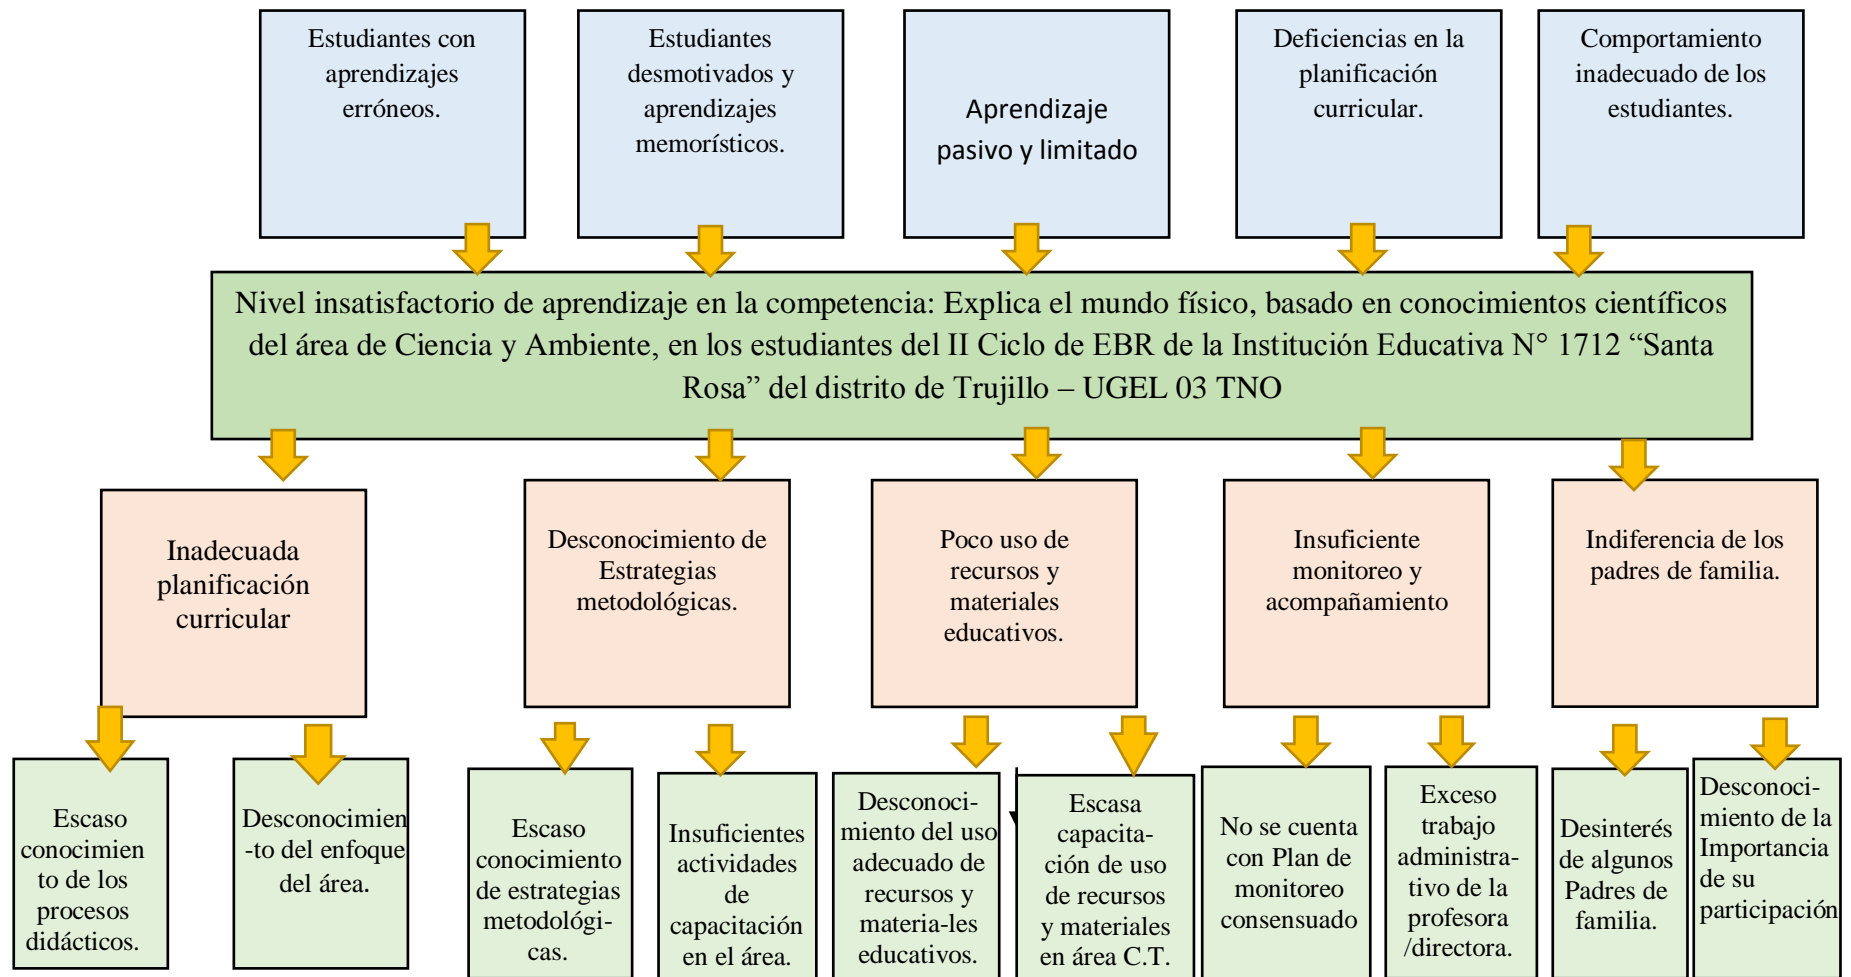 Estudiantes con
aprendizajes
erróneos.
Estudiantes
desmotivados y
aprendizajes
memorísticos.
Aprendizaje
pasivo y limitado
Deficiencias en la
planificación
curricular.
Comportamiento
inadecuado de los
estudiantes.
Nivel insatisfactorio de aprendizaje en la competencia: Explica el mundo físico, basado en conocimientos científicos
del área de Ciencia y Ambiente, en los estudiantes del II Ciclo de EBR de la Institución Educativa N° 1712 “Santa
Rosa” del distrito de Trujillo – UGEL 03 TNO
Inadecuada
planificación
curricular
Desconocimiento de
Estrategias
metodológicas.
Poco uso de
recursos y
materiales
educativos.
Insuficiente
monitoreo y
acompañamiento
Indiferencia de los
padres de familia.
Escaso
conocimien
to de los
procesos
didácticos.
Desconocimien
-to del enfoque
del área.
Escaso
conocimiento
de estrategias
metodológi-
cas.
Insuficientes
actividades
de
capacitación
en el área.
Desconoci-
miento del uso
adecuado de
recursos y
materia-les
educativos.
Escasa
capacita-
ción de uso
de recursos
y materiales
en área C.T.
No se cuenta
con Plan de
monitoreo
consensuado
Exceso
trabajo
administra-
tivo de la
profesora
/directora.
Desinterés
de algunos
Padres de
familia.
Desconoci-
miento de la
Importancia
de su
participación